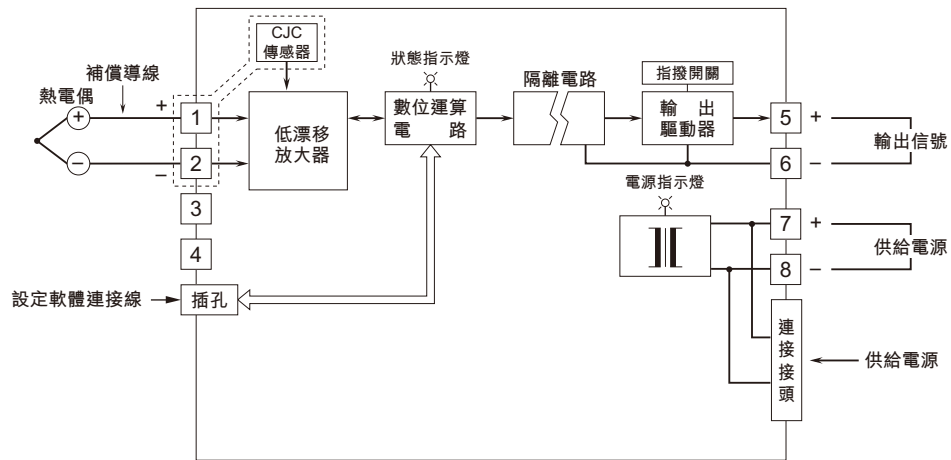 CJC
傳感器
狀態指示燈
補償導線
熱電偶
+
+
1
低漂移
放大器
數位運算
電路
隔離電路
指撥開關
輸出
驅動器
5
+
輸出信號
−
2
−
6
−
3
4
電源指示燈
7
+
供給電源
8
−
設定軟體連接線
插孔
連接接頭
供給電源